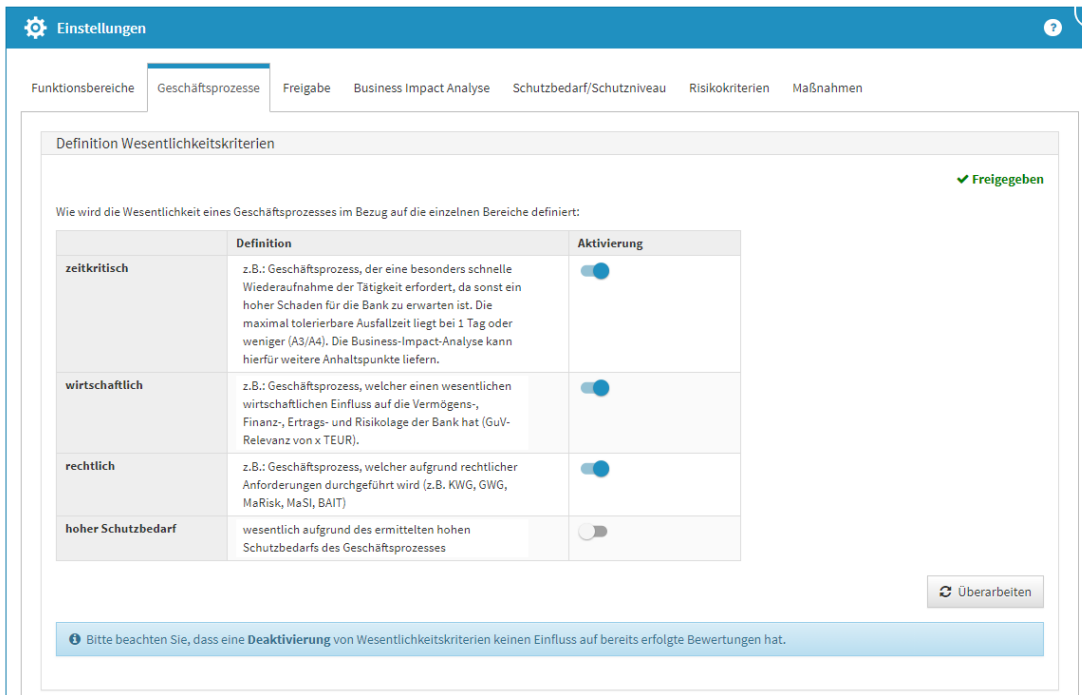 Einstellungen
?
Funktionsbereiche Geschäftsprozesse Freigabe Business Impact Analyse Schutzbedarf/Schutzniveau Risikokriterien Maßnahmen
Definition Wesentlichkeitskriterien
Freigegeben
Wie wird die Wesentlichkeit eines Geschäftsprozesses im Bezug auf die einzelnen Bereiche definiert:
Definition Aktivierung
zeitkritisch
z.B.: Geschäftsprozess, der eine besonders schnelle
Wiederaufnahme der Tätigkeit erfordert, da sonst ein
hoher Schaden für die Bank zu erwarten ist. Die
maximal tolerierbare Ausfallzeit liegt bei 1 Tag oder
weniger (A3/A4). Die Business-Impact-Analyse kann
hierfür weitere Anhaltspunkte liefern.
wirtschaftlich
z.B.: Geschäftsprozess, welcher einen wesentlichen
wirtschaftlichen Einfluss auf die Vermögens-,
Finanz-, Ertrags- und Risikolage der Bank hat (GuV-
Relevanz von x TEUR).
rechtlich
z.B.: Geschäftsprozess, welcher aufgrund rechtlicher
Anforderungen durchgeführt wird (z.B. KWG, GWG,
MaRisk, MaSI, BAIT)
hoher Schutzbedarf
wesentlich aufgrund des ermittelten hohen
Schutzbedarfs des Geschäftsprozesses
Überarbeiten
Bitte beachten Sie, dass eine Deaktivierung von Wesentlichkeitskriterien keinen Einfluss auf bereits erfolgte Bewertungen hat.